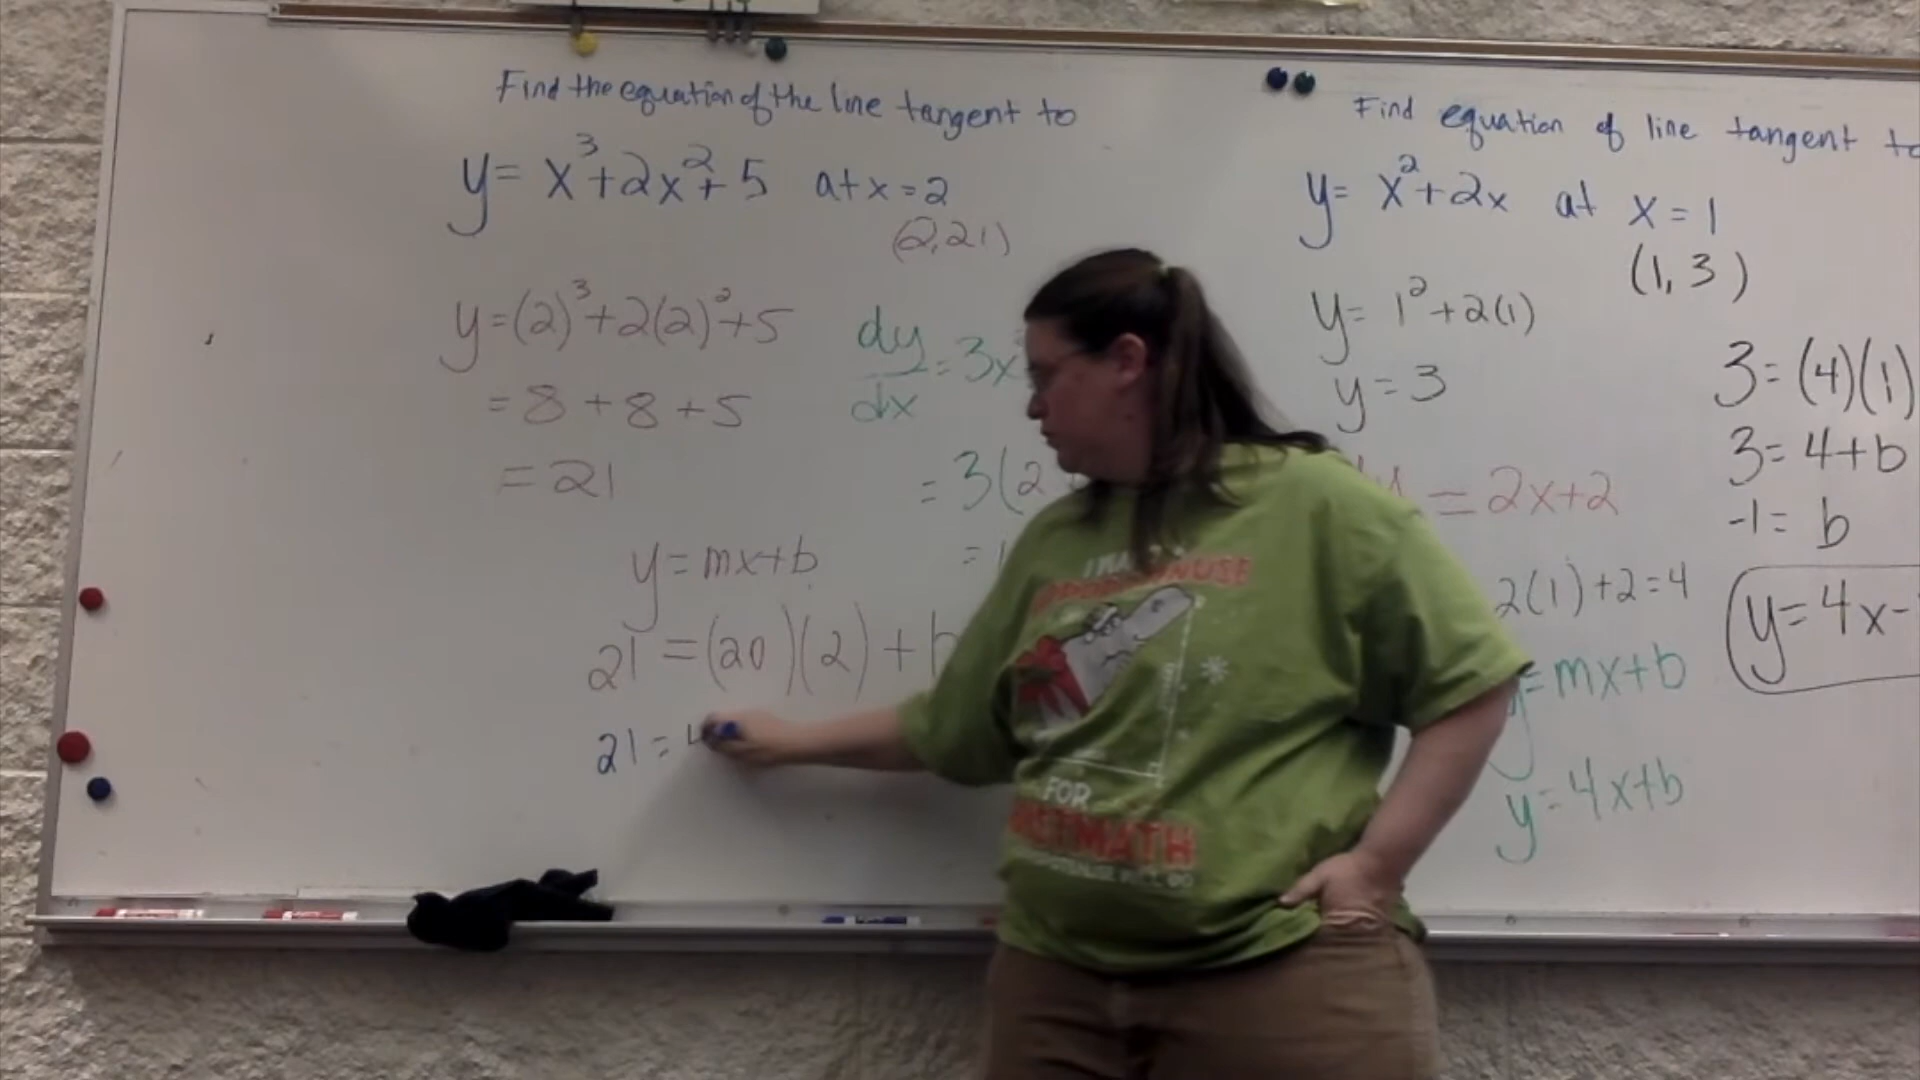 Find the equation of the line tangent to
y = x³ + 2x² + 5 at x = 2
(2,21)
y = (2)³ + 2(2)² + 5
= 8 + 8 + 5
= 21
dy/dx = 3x
= 3(2
y = mx + b
21 = (20)(2) + b
21 = 4
Find equation of line tangent to
y = x² + 2x at x = 1
(1, 3)
y = 1² + 2(1)
y = 3
= 2x + 2
2(1) + 2 = 4
y = mx + b
y = 4x + b
3 = (4)(1)
3 = 4 + b
-1 = b
y = 4x -
FOR